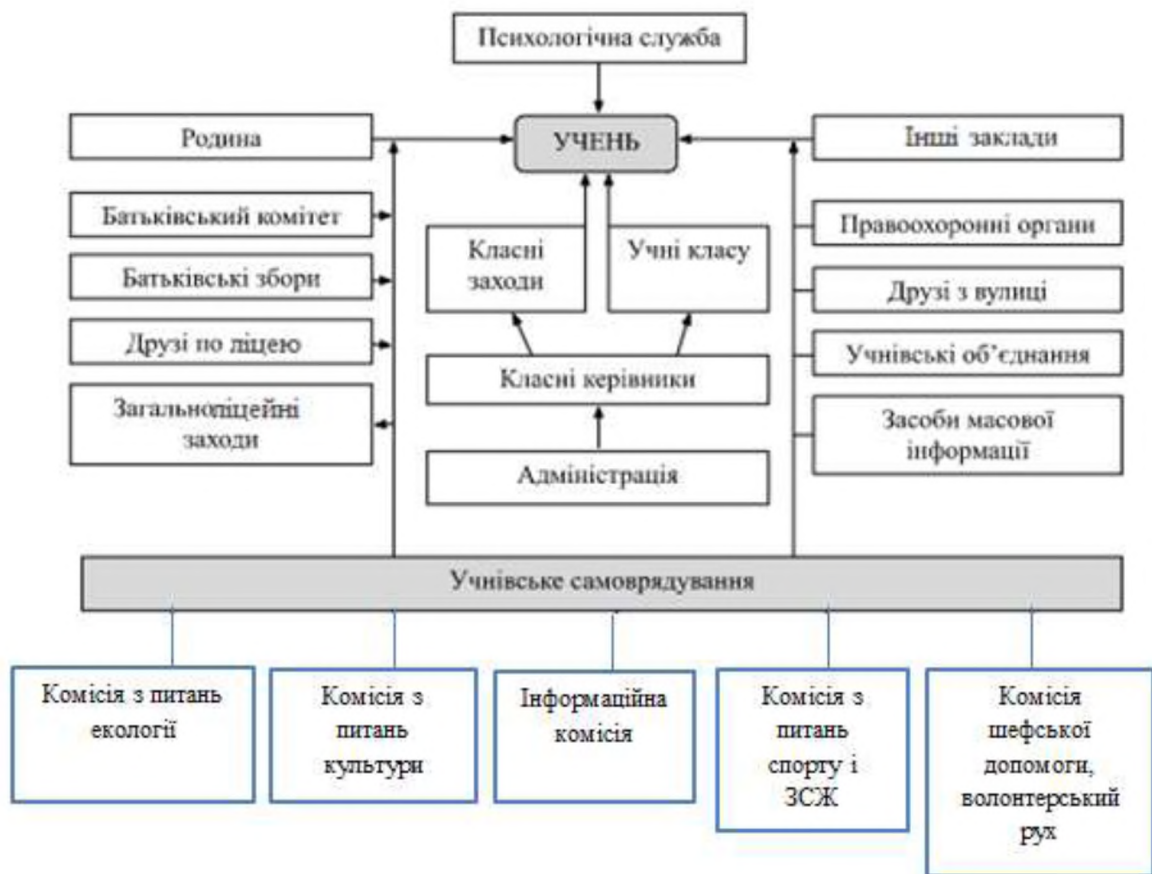 Психологічна служба
Родина
УЧЕНЬ
Інші заклади
Батьківський комітет
Батьківські збори
Друзі по ліцею
Загальноліцейні
заходи
Класні
заходи
Учні класу
Класні керівники
Адміністрація
Правоохоронні органи
Друзі з вулиці
Учнівські об’єднання
Засоби масової
інформації
Учнівське самоврядування
Комісія з питань
екології
Комісія з
питань
культури
Інформаційна
комісія
Комісія з
питань
спорту і
ЗСЖ
Комісія
шефської
допомоги,
волонтерський
рух